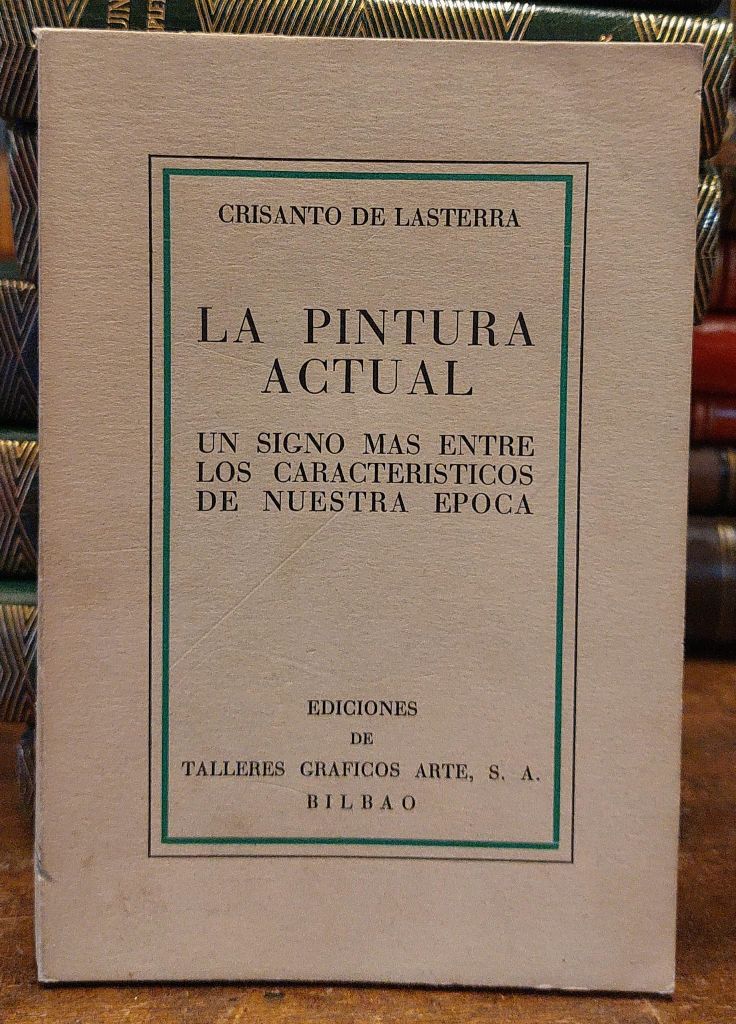 CRISANTO DE LASTERRA
LA PINTURA
ACTUAL
UN SIGNO MAS ENTRE
LOS CARACTERISTICOS
DE NUESTRA EPOCA
EDICIONES
DE
TALLERES GRAFICOS ARTE, S. A.
BILBAO